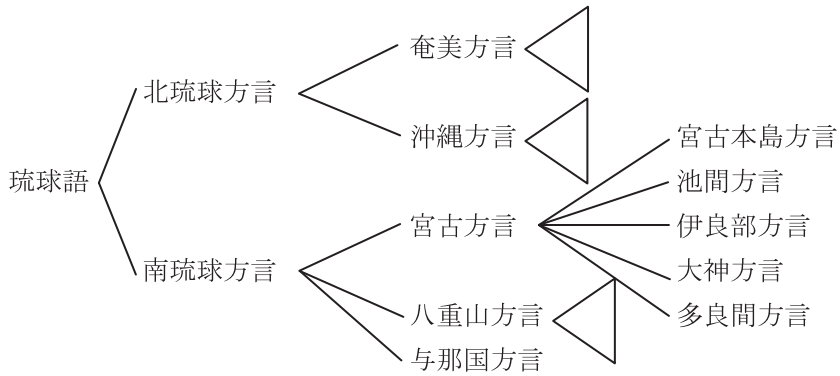 琉球語
北琉球方言
南琉球方言
奄美方言
沖縄方言
宮古方言
八重山方言
与那国方言
宮古本島方言
池間方言
伊良部方言
大神方言
多良間方言